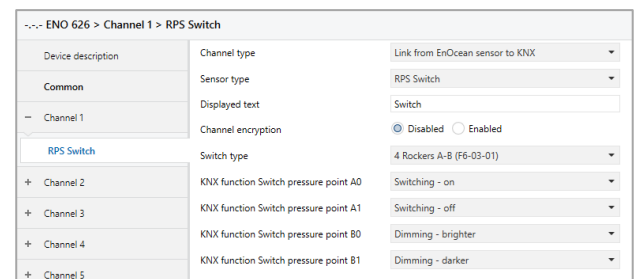 -.-.- ENO 626 > Channel 1 > RPS Switch
Device description
Common
− Channel 1
RPS Switch
+ Channel 2
+ Channel 3
+ Channel 4
+ Channel 5
Channel type Link from EnOcean sensor to KNX
Sensor type RPS Switch
Displayed text Switch
Channel encryption Disabled Enabled
Switch type 4 Rockers A-B (F6-03-01)
KNX function Switch pressure point A0 Switching - on
KNX function Switch pressure point A1 Switching - off
KNX function Switch pressure point B0 Dimming - brighter
KNX function Switch pressure point B1 Dimming - darker